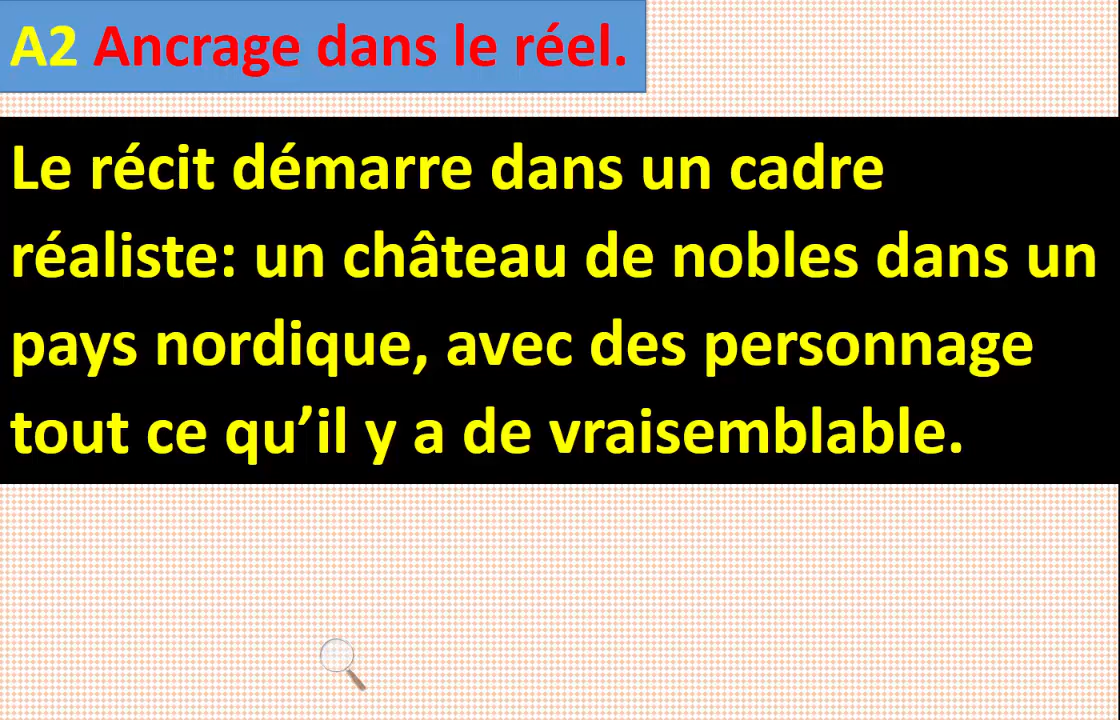 A2 Ancrage dans le réel.
Le récit démarre dans un cadre
réaliste: un château de nobles dans un
pays nordique, avec des personnage
tout ce qu’il y a de vraisemblable.